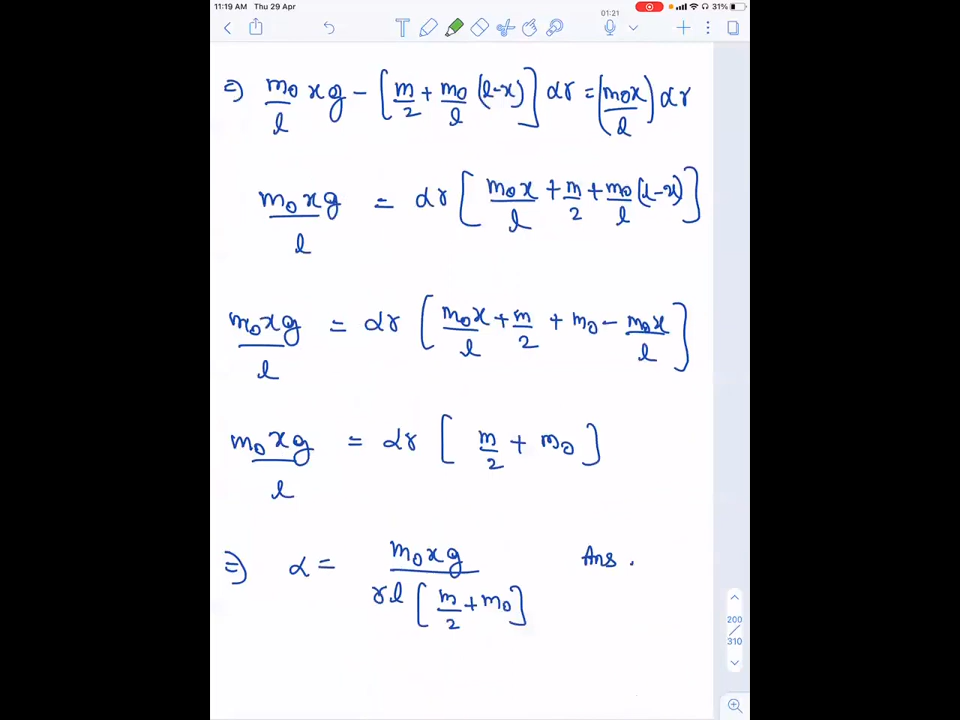 11:19 AM Thu 29 Apr
01:21
31%
T
⇒ m₀/l xg − [m/2 + m₀/l (l−x)] αr = (m₀x/l) αr
m₀xg/l = αr [m₀x/l + m/2 + m₀/l (l−x)]
m₀xg/l = αr [m₀x/l + m/2 + m₀ − m₀x/l]
m₀xg/l = αr [m/2 + m₀]
⇒ α = m₀xg / rl [m/2 + m₀] Ans .
200
/
310